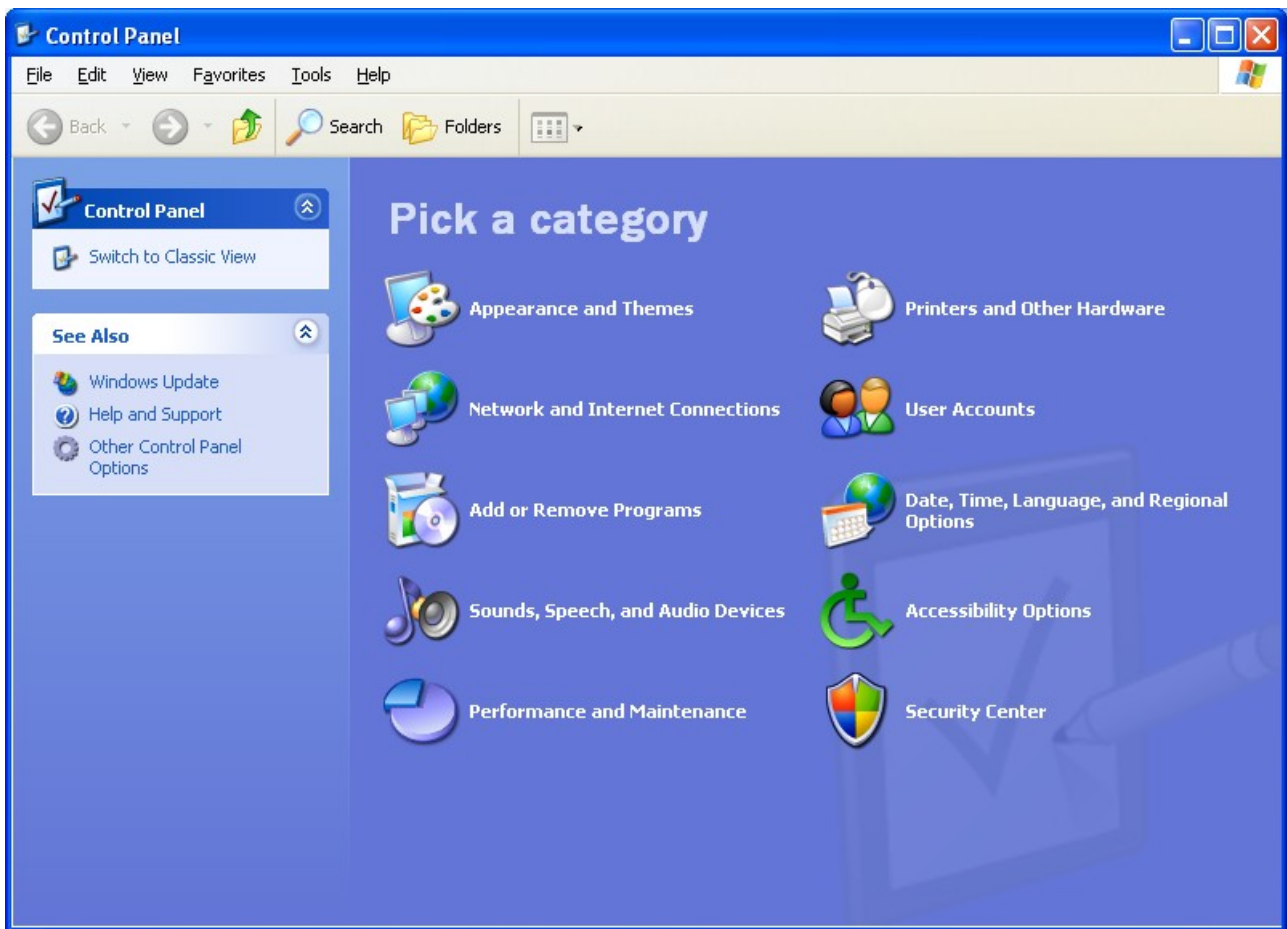 Control Panel
File Edit View Favorites Tools Help
Back Search Folders
Control Panel
Switch to Classic View
See Also
Windows Update
Help and Support
Other Control Panel
Options
Pick a category
Appearance and Themes
Printers and Other Hardware
Network and Internet Connections
User Accounts
Add or Remove Programs
Date, Time, Language, and Regional
Options
Sounds, Speech, and Audio Devices
Accessibility Options
Performance and Maintenance
Security Center